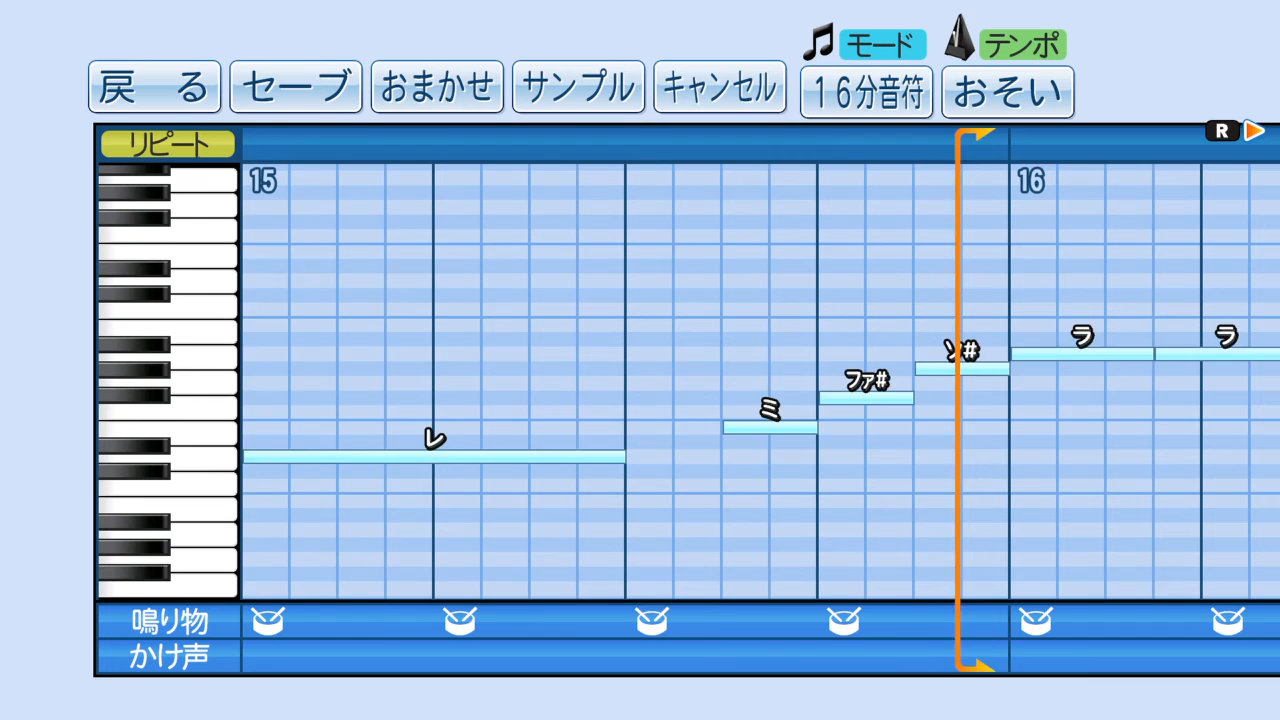 モード テンポ
戻 る セーブ おまかせ サンプル キャンセル 16分音符 おそい
リピート R
15 16
ラ ラ
ソ#
ファ#
ミ
レ
鳴り物
かけ声